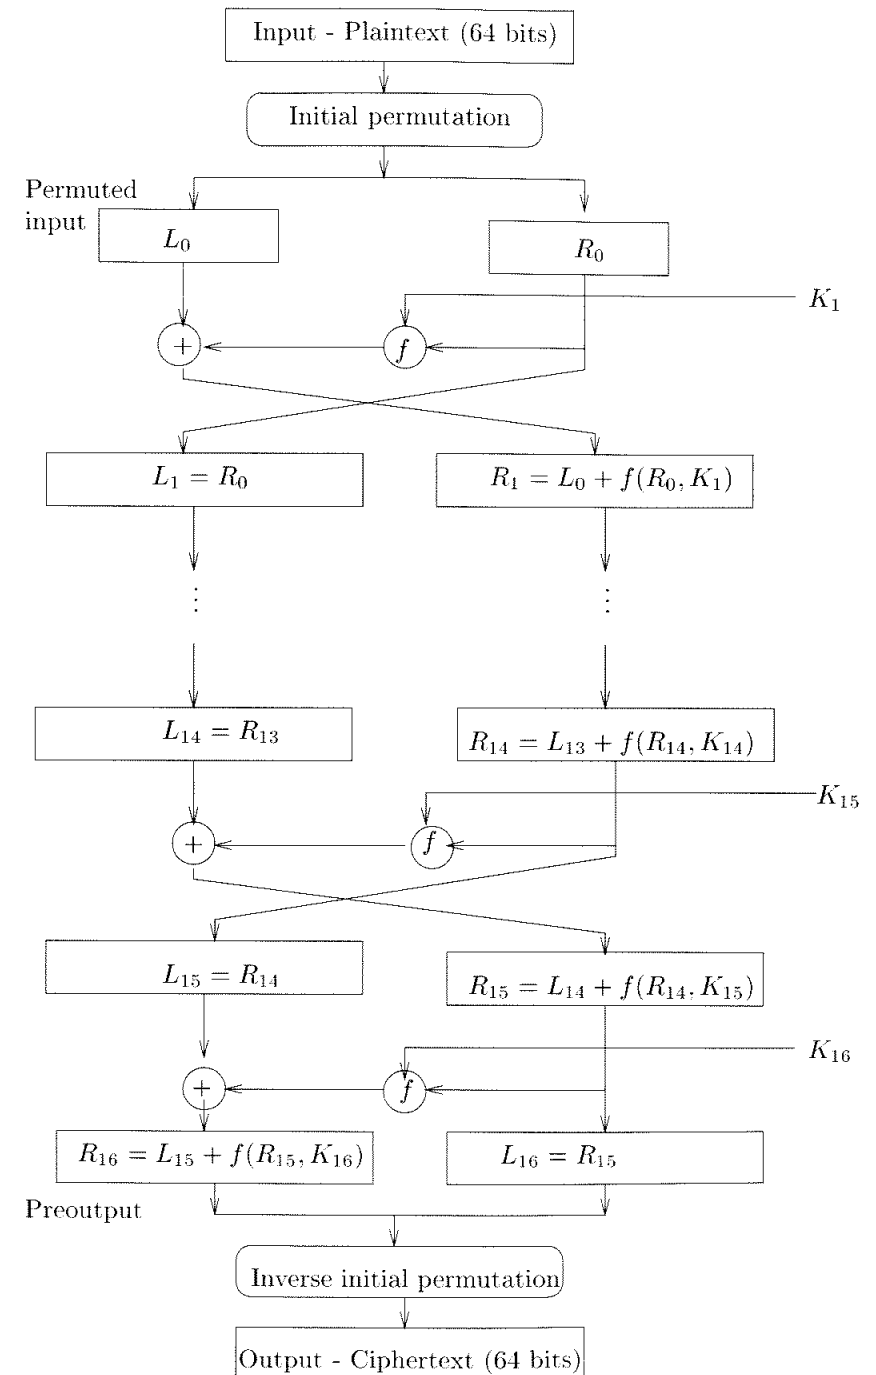 Input - Plaintext (64 bits)
Initial permutation
Permuted
input
L₀
R₀
K₁
+
f
L₁ = R₀
R₁ = L₀ + f(R₀, K₁)
⋮
⋮
L₁₄ = R₁₃
R₁₄ = L₁₃ + f(R₁₄, K₁₄)
K₁₅
+
f
L₁₅ = R₁₄
R₁₅ = L₁₄ + f(R₁₄, K₁₅)
K₁₆
+
f
R₁₆ = L₁₅ + f(R₁₅, K₁₆)
L₁₆ = R₁₅
Preoutput
Inverse initial permutation
Output - Ciphertext (64 bits)